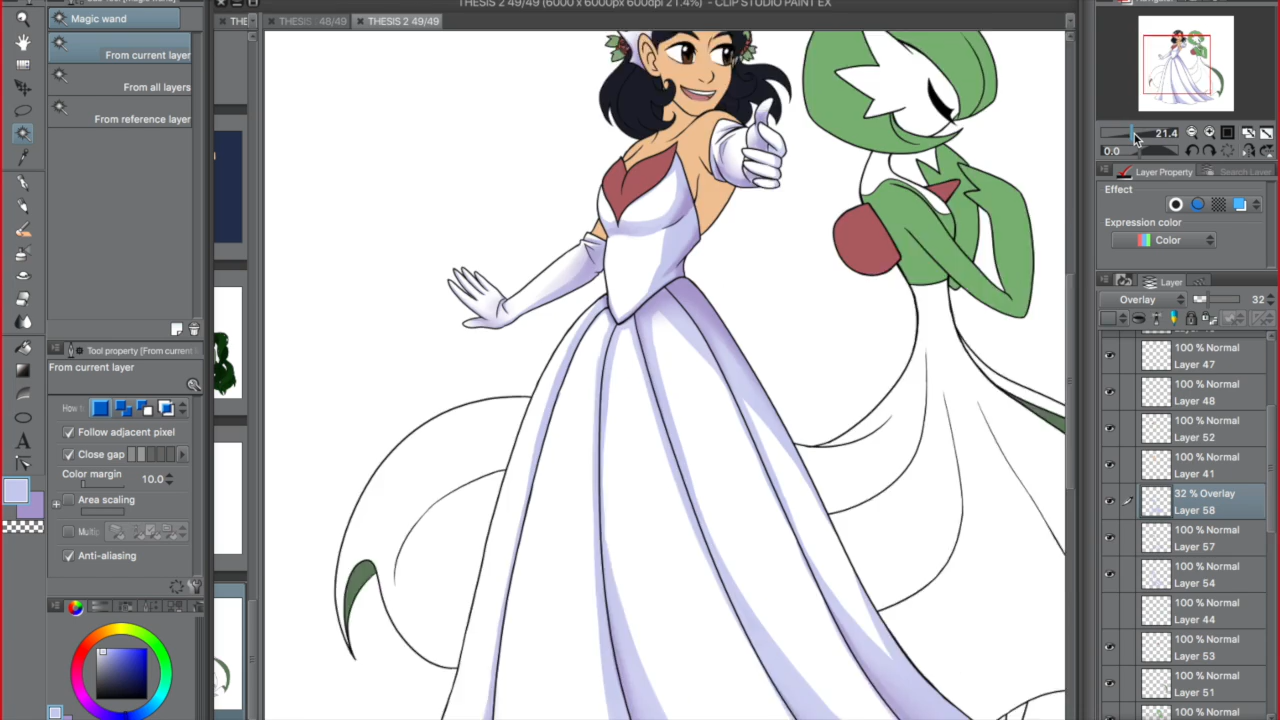 THESIS 2 49/49 (6000 x 6000px 600dpi 21.4%) - CLIP STUDIO PAINT EX
Magic wand
THE
THESIS : 48/49
THESIS 2 49/49
From current layer
From all layers
From reference layer
Tool property [From current L
From current layer
Follow adjacent pixel
Close gap
Color margin
10.0
Area scaling
Anti-aliasing
21.4
0.0
Layer Property
Search Layer
Effect
Expression color
Color
Layer
Overlay
32
100 % Normal
Layer 47
100 % Normal
Layer 48
100 % Normal
Layer 52
100 % Normal
Layer 41
32 % Overlay
Layer 58
100 % Normal
Layer 57
100 % Normal
Layer 54
100 % Normal
Layer 44
100 % Normal
Layer 53
100 % Normal
Layer 51
100 % Normal